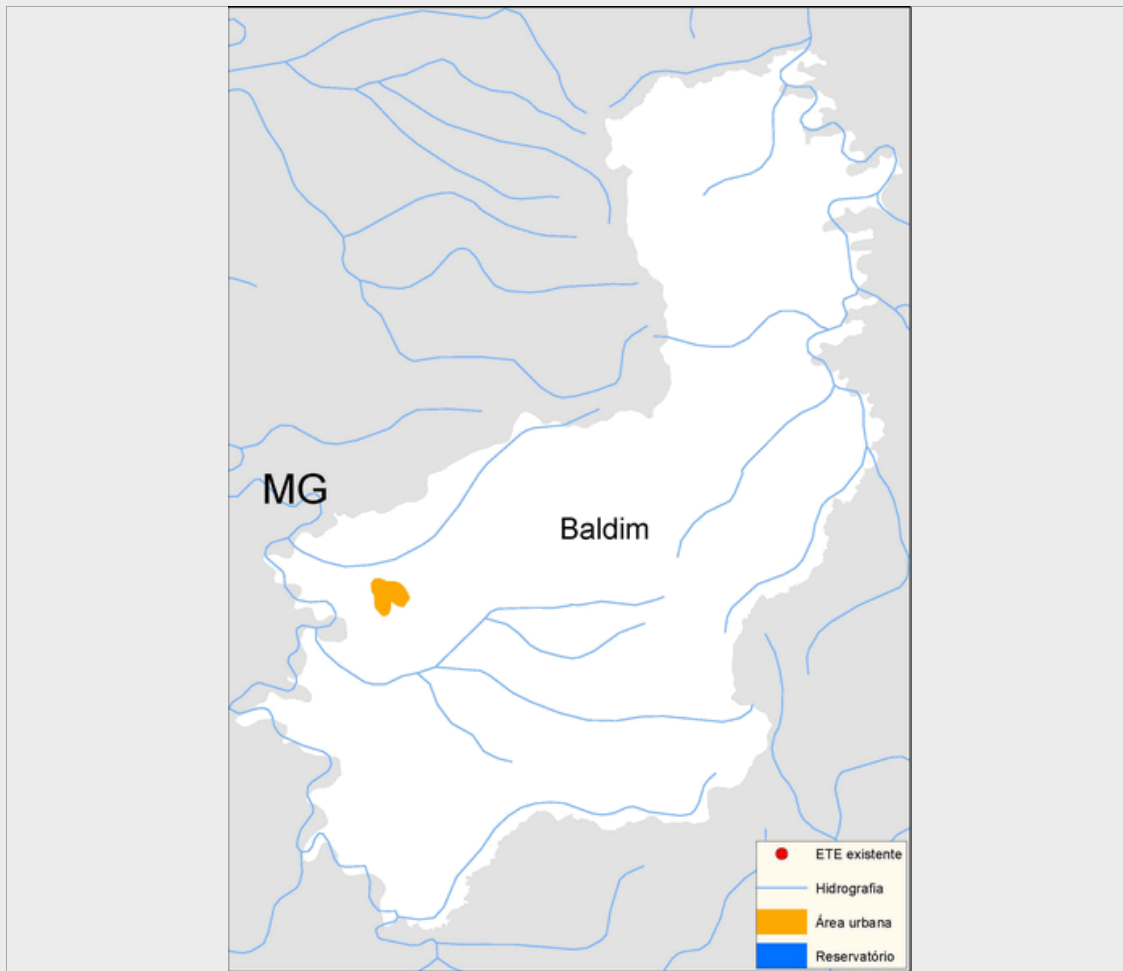 MG
Baldim
ETE existente
Hidrografia
Área urbana
Reservatório